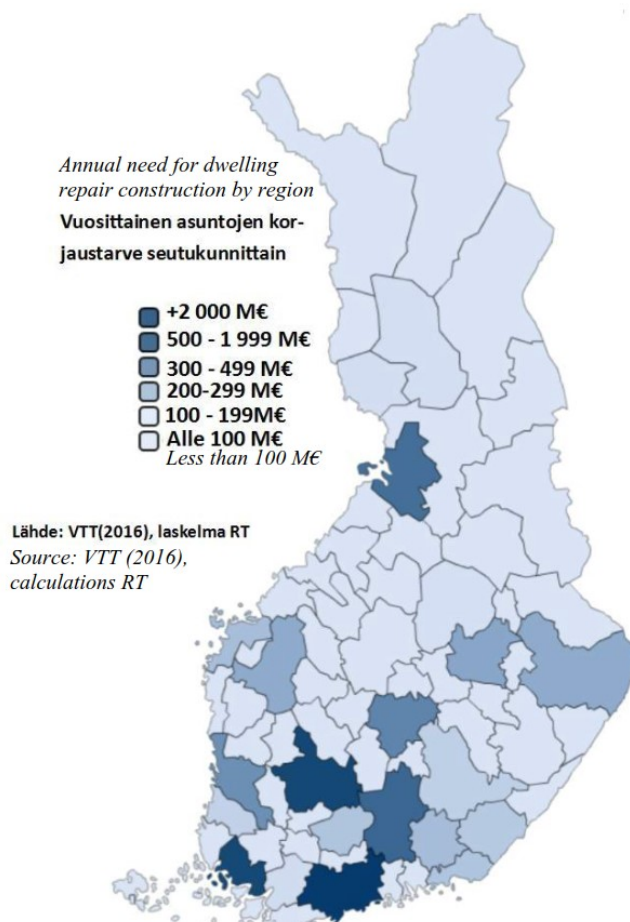 Annual need for dwelling
repair construction by region
Vuosittainen asuntojen kor-
jaustarve seutukunnittain
+2 000 M€
500 - 1 999 M€
300 - 499 M€
200-299 M€
100 - 199M€
Alle 100 M€
Less than 100 M€
Lähde: VTT(2016), laskelma RT
Source: VTT (2016),
calculations RT